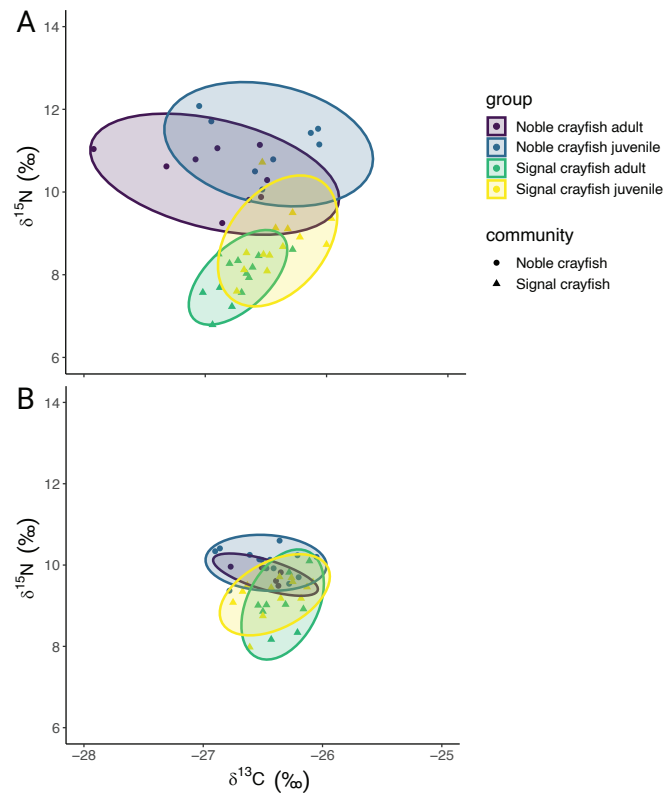 A
14
12
10
8
6
δ15N (‰)
group
Noble crayfish adult
Noble crayfish juvenile
Signal crayfish adult
Signal crayfish juvenile
community
Noble crayfish
Signal crayfish
B
14
12
10
8
6
δ15N (‰)
−28 −27 −26 −25
δ13C (‰)